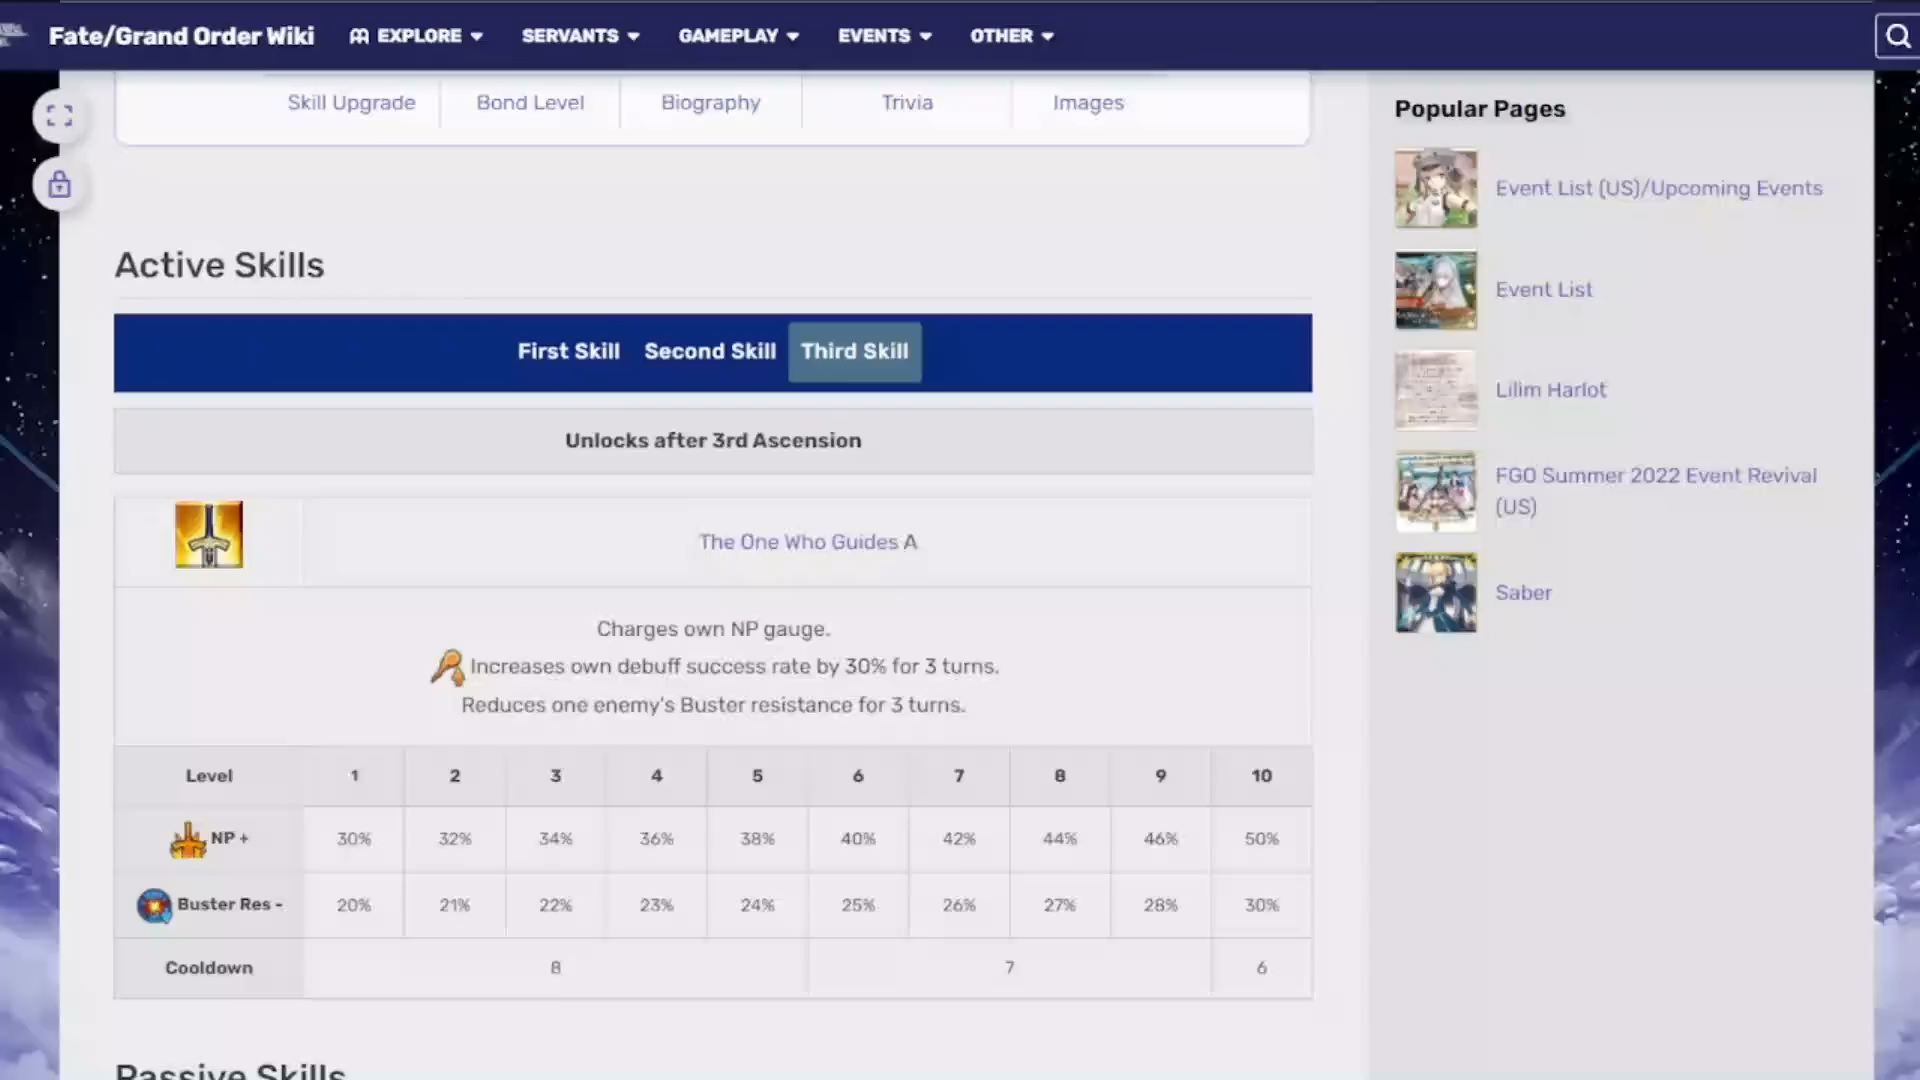 Fate/Grand Order Wiki EXPLORE SERVANTS GAMEPLAY EVENTS OTHER
Skill Upgrade Bond Level Biography Trivia Images
Active Skills
First Skill Second Skill Third Skill
Unlocks after 3rd Ascension
The One Who Guides A
Charges own NP gauge.
Increases own debuff success rate by 30% for 3 turns.
Reduces one enemy's Buster resistance for 3 turns.
Level 1 2 3 4 5 6 7 8 9 10
NP + 30% 32% 34% 36% 38% 40% 42% 44% 46% 50%
Buster Res - 20% 21% 22% 23% 24% 25% 26% 27% 28% 30%
Cooldown 8 7 6
Passive Skills
Popular Pages
Event List (US)/Upcoming Events
Event List
Lilim Harlot
FGO Summer 2022 Event Revival
(US)
Saber